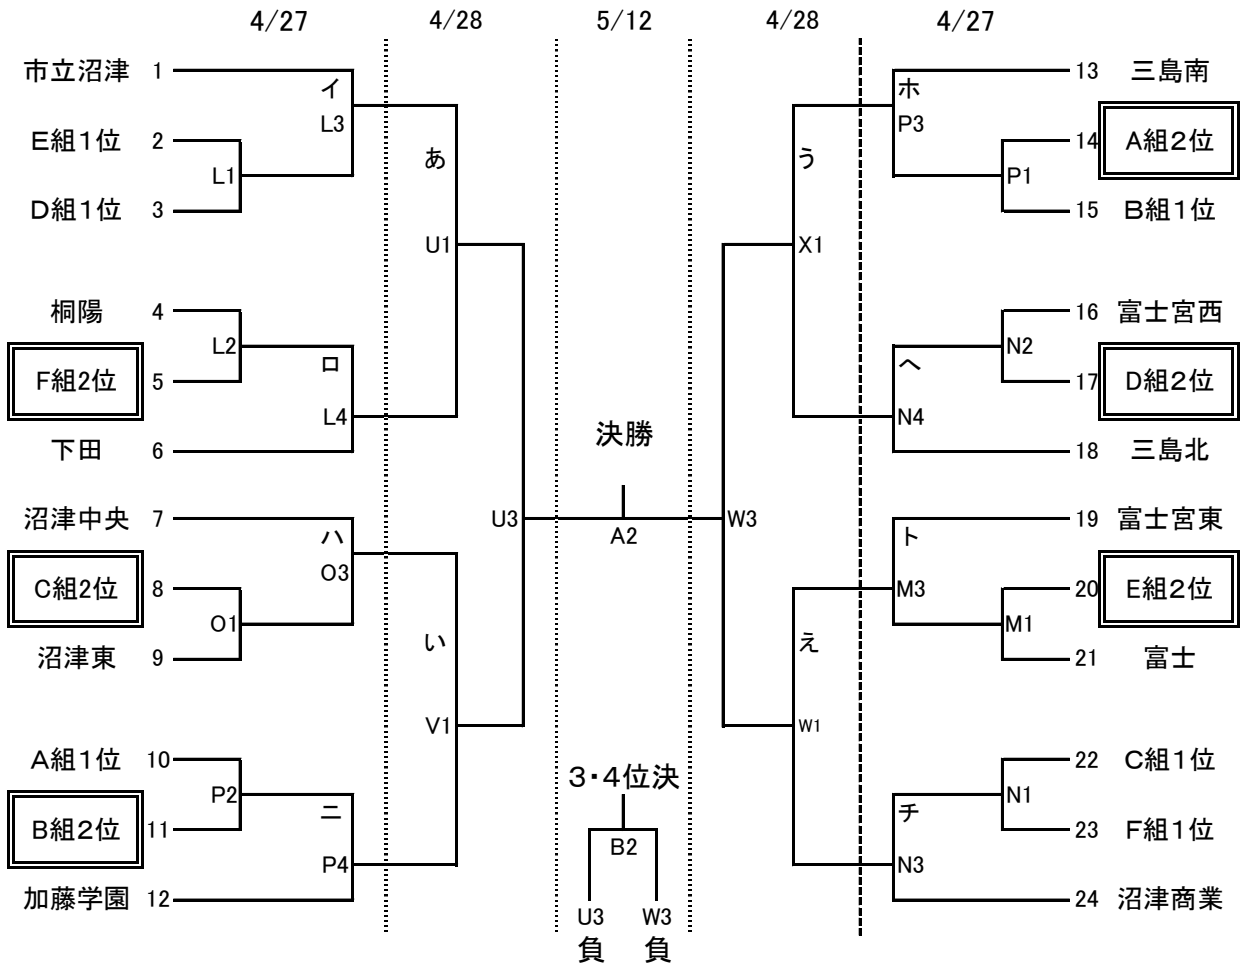 4/27 4/28 5/12 4/28 4/27
市立沼津 1 13 三島南
イ ホ
L3 P3
E組1位 2 14 A組2位
あ う
L1 P1
D組1位 3 15 B組1位
U1 X1
桐陽 4 16 富士宮西
L2 N2
ロ ヘ
F組2位 5 17 D組2位
L4 N4
決勝
下田 6 18 三島北
沼津中央 7 U3 W3 19 富士宮東
ハ A2 ト
O3
C組2位 8 M3 20 E組2位
O1 M1
い え
沼津東 9 21 富士
V1 W1
A組1位 10 22 C組1位
3・4位決
P2 N1
ニ チ
B組2位 11 23 F組1位
B2
P4 N3
加藤学園 12 24 沼津商業
U3 W3
負 負